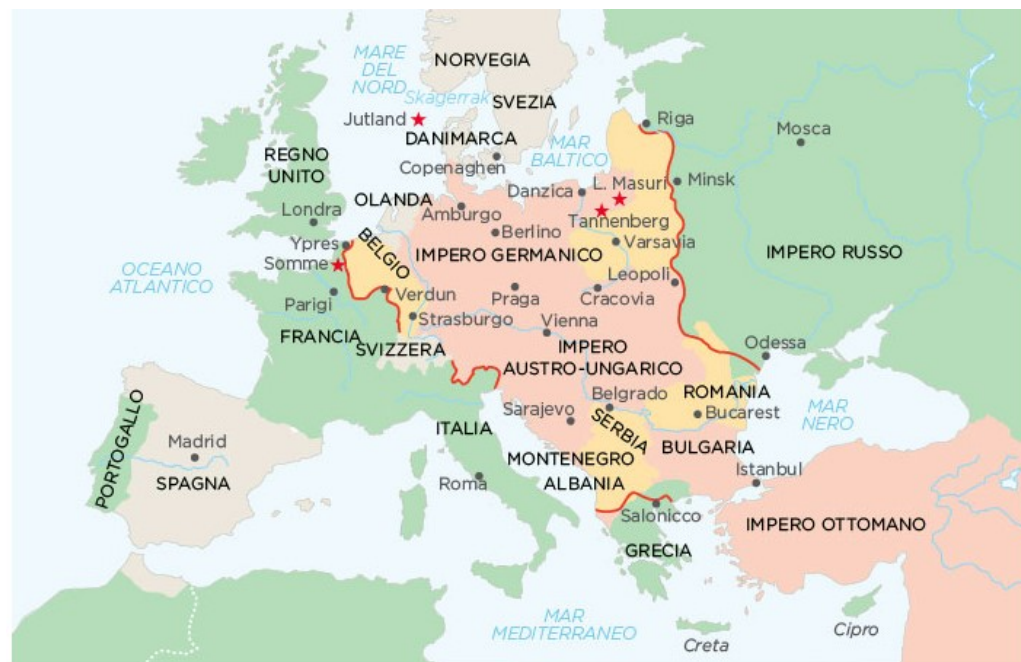 MARE
DEL
NORD
NORVEGIA
Skagerrak
SVEZIA
Jutland
DANIMARCA
Riga
Mosca
MAR
BALTICO
REGNO
UNITO
Copenaghen
Danzica
L. Masuri
Minsk
OLANDA
Londra
Amburgo
Tannenberg
Berlino
Ypres
BELGIO
IMPERO GERMANICO
Varsavia
IMPERO RUSSO
Somme
OCEANO
ATLANTICO
Leopoli
Parigi
Verdun
Praga
Cracovia
Strasburgo
Vienna
FRANCIA
SVIZZERA
IMPERO
AUSTRO-UNGARICO
Odessa
Belgrado
ROMANIA
Sarajevo
Bucarest
MAR
NERO
PORTOGALLO
ITALIA
SERBIA
Madrid
BULGARIA
MONTENEGRO
Istanbul
SPAGNA
Roma
ALBANIA
Salonicco
IMPERO OTTOMANO
GRECIA
MAR
MEDITERRANEO
Creta
Cipro